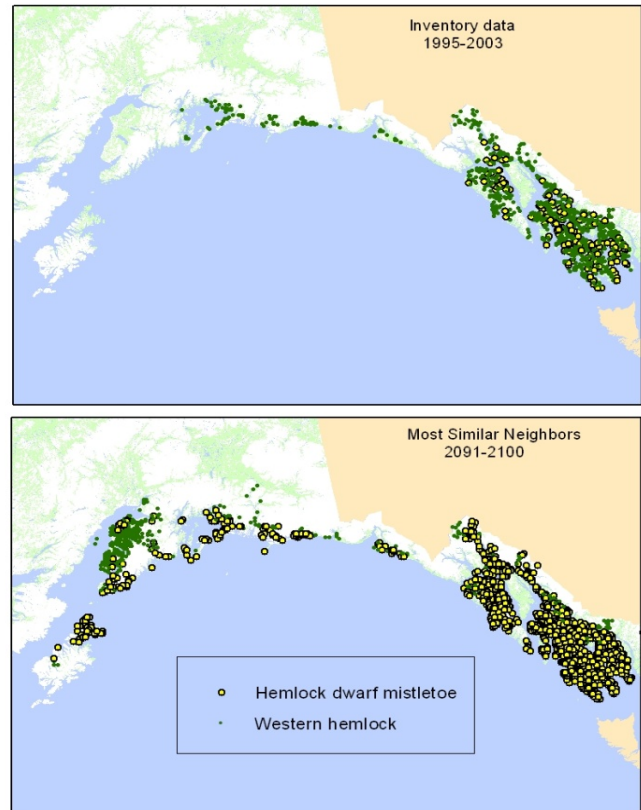 Inventory data
1995-2003
Most Similar Neighbors
2091-2100
Hemlock dwarf mistletoe
Western hemlock